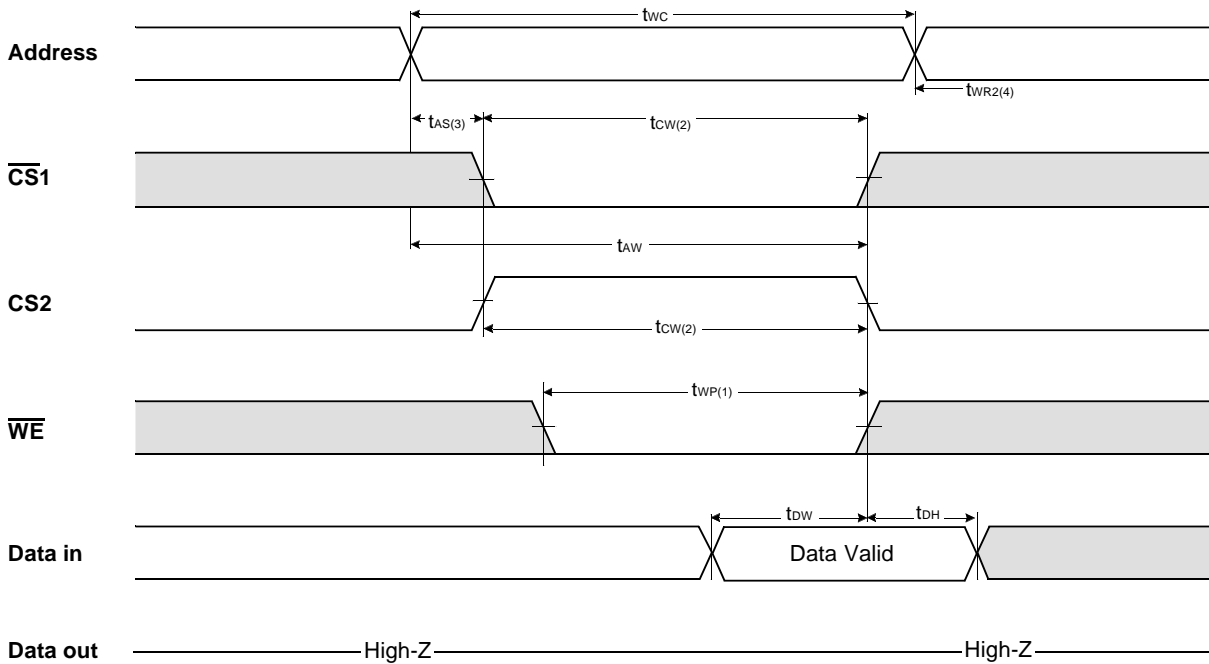 tWC
Address
tWR2(4)
tAS(3)
tCW(2)
CS1
tAW
CS2
tCW(2)
tWP(1)
WE
tDW
tDH
Data in
Data Valid
Data out
High-Z
High-Z